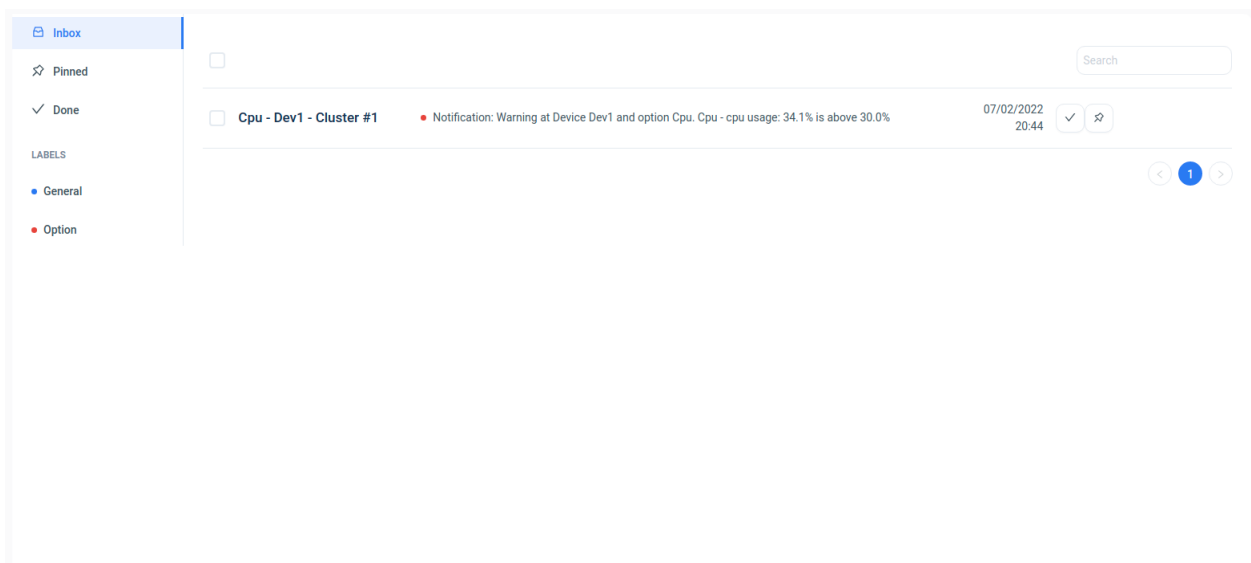 Inbox
Pinned
Done
LABELS
General
Option
Search
Cpu - Dev1 - Cluster #1
Notification: Warning at Device Dev1 and option Cpu. Cpu - cpu usage: 34.1% is above 30.0%
07/02/2022
20:44
1